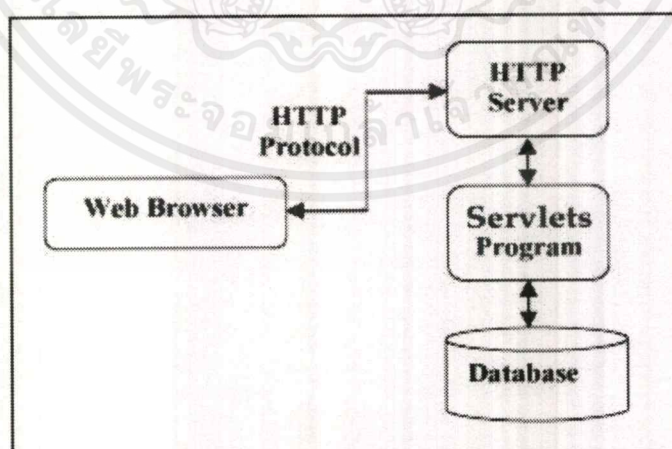 HTTP
Server
HTTP
Protocol
Web Browser
Servlets
Program
Database